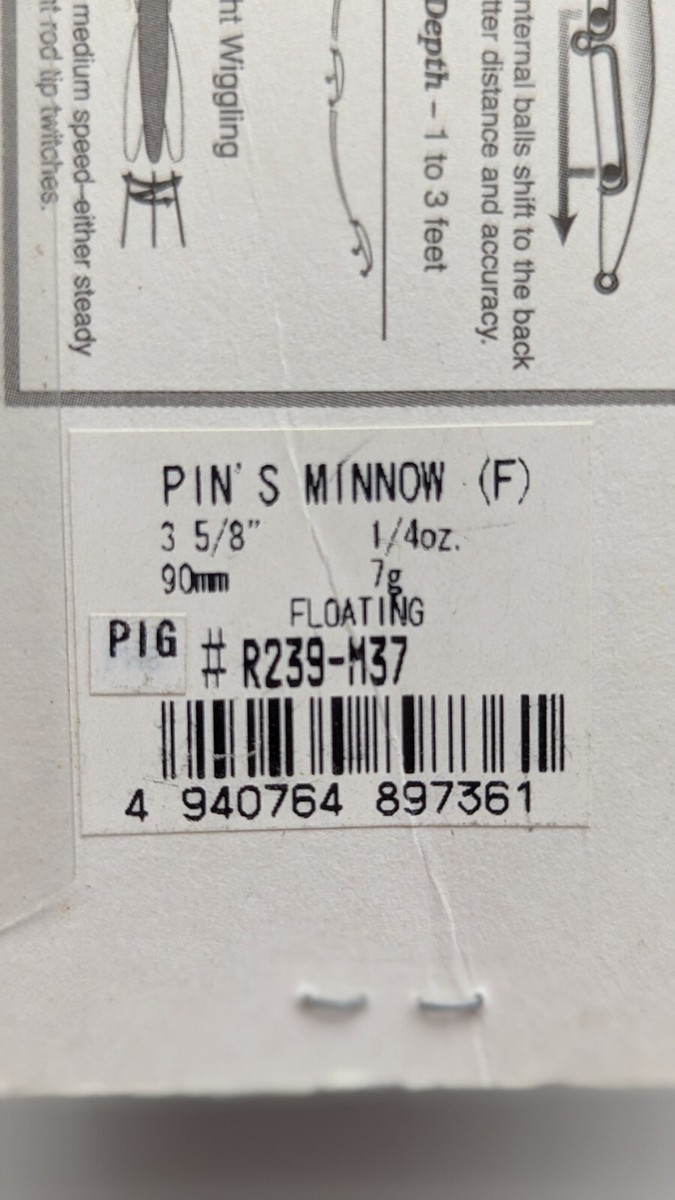 nternal balls shift to the back
tter distance and accuracy.
Depth – 1 to 3 feet
ht Wiggling
medium speed–either steady
rod tip twitches.
PIN'S MINNOW (F)
3 5/8" 1/4oz.
90mm 7g
FLOATING
PIG # R239-M37
4 940764 897361